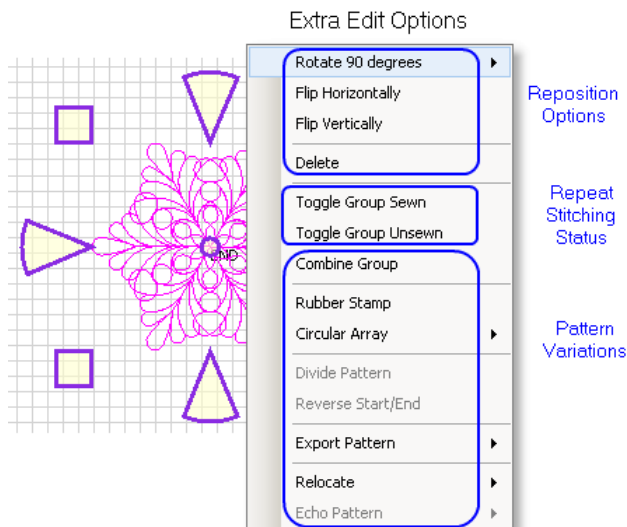 Extra Edit Options
Rotate 90 degrees
Flip Horizontally
Flip Vertically
Delete
Reposition
Options
Toggle Group Sewn
Toggle Group Unsewn
Repeat
Stitching
Status
Combine Group
Rubber Stamp
Circular Array
Divide Pattern
Reverse Start/End
Export Pattern
Relocate
Echo Pattern
Pattern
Variations
END